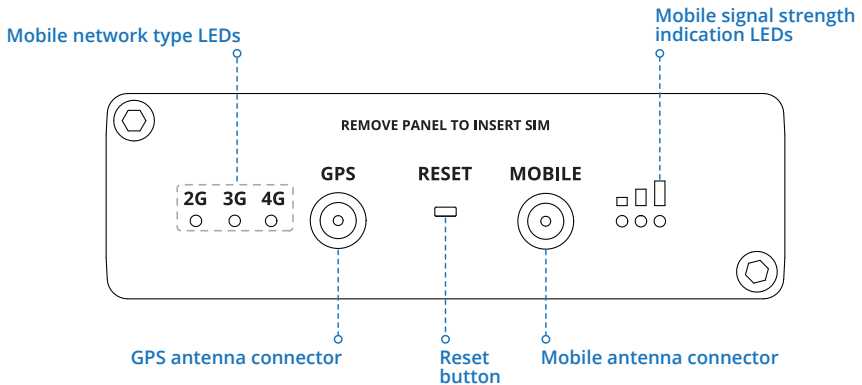 Mobile signal strength
indication LEDs
Mobile network type LEDs
REMOVE PANEL TO INSERT SIM
GPS RESET MOBILE
2G 3G 4G
GPS antenna connector
Reset
button
Mobile antenna connector